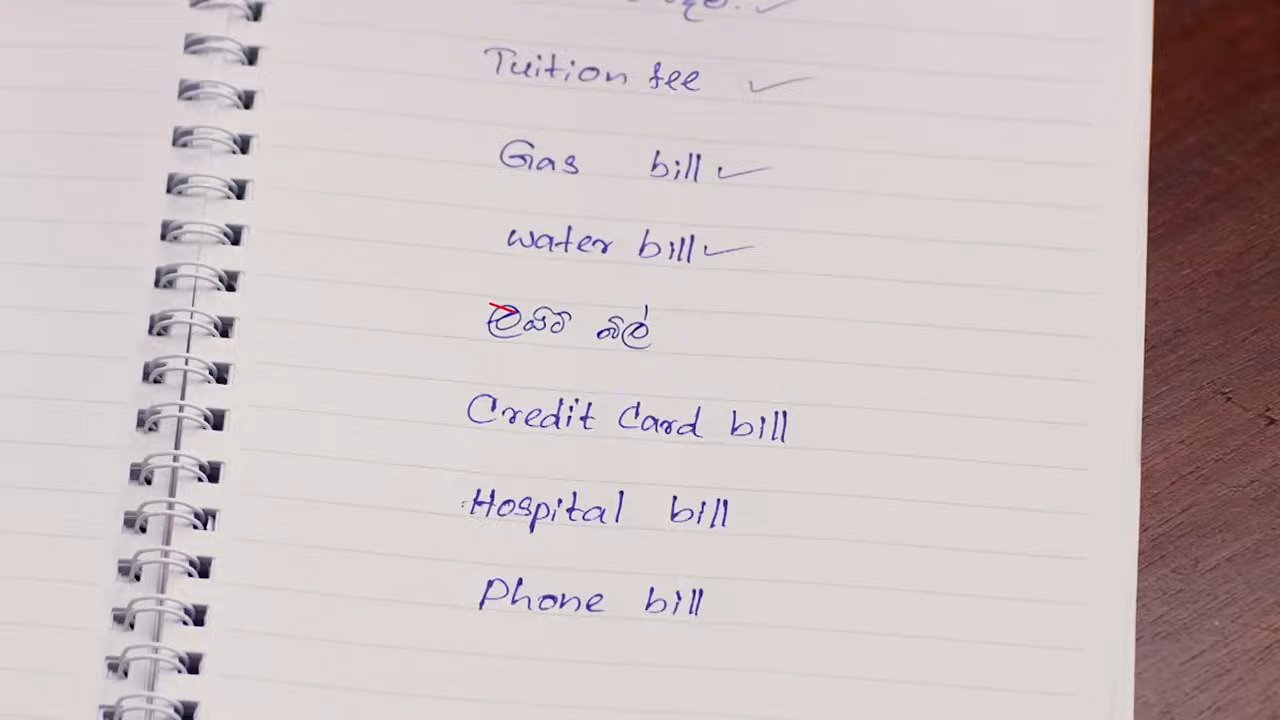 Tuition fee ✓
Gas bill ✓
water bill ✓
ලයිට් බිල්
Credit Card bill
Hospital bill
Phone bill